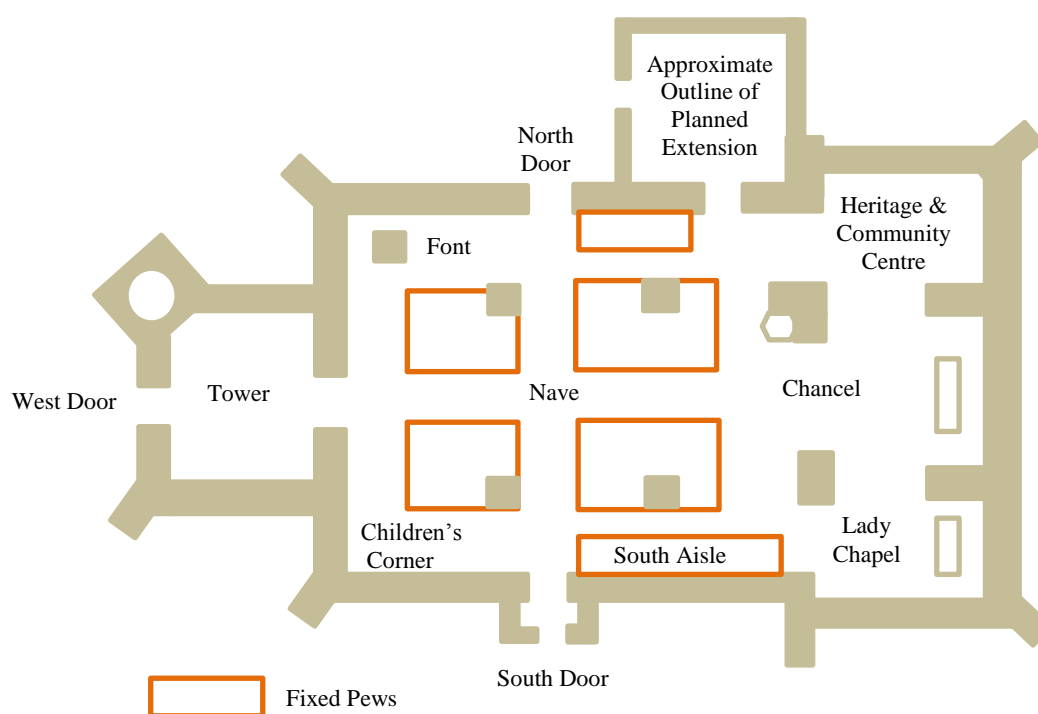 Approximate
Outline of
Planned
Extension
North
Door
Heritage &
Community
Centre
Font
West Door
Tower
Nave
Chancel
Children's
Corner
South Aisle
Lady
Chapel
South Door
Fixed Pews